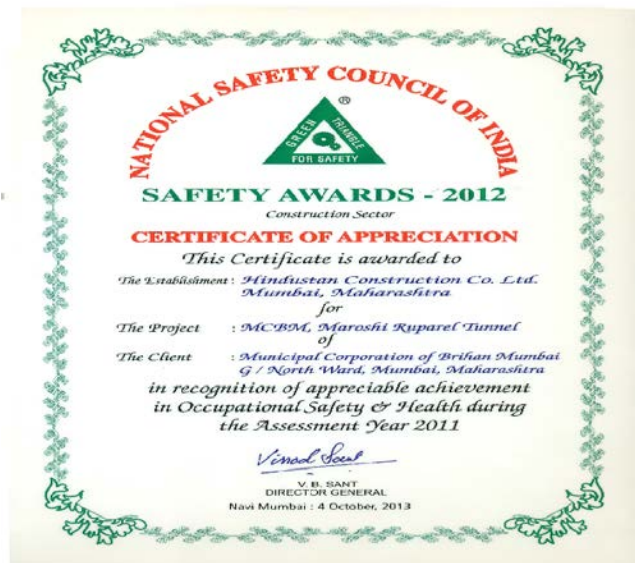 NATIONAL SAFETY COUNCIL OF INDIA
®
GREEN TRIANGLE
FOR SAFETY
SAFETY AWARDS - 2012
Construction Sector
CERTIFICATE OF APPRECIATION
This Certificate is awarded to
The Establishment : Hindustan Construction Co. Ltd.
Mumbai, Maharashtra
for
The Project : MCBM, Maroshi Ruparel Tunnel
of
The Client : Municipal Corporation of Brihan Mumbai
G / North Ward, Mumbai, Maharashtra
in recognition of appreciable achievement
in Occupational Safety & Health during
the Assessment Year 2011
Vinod Sant
V. B. SANT
DIRECTOR GENERAL
Navi Mumbai : 4 October, 2013